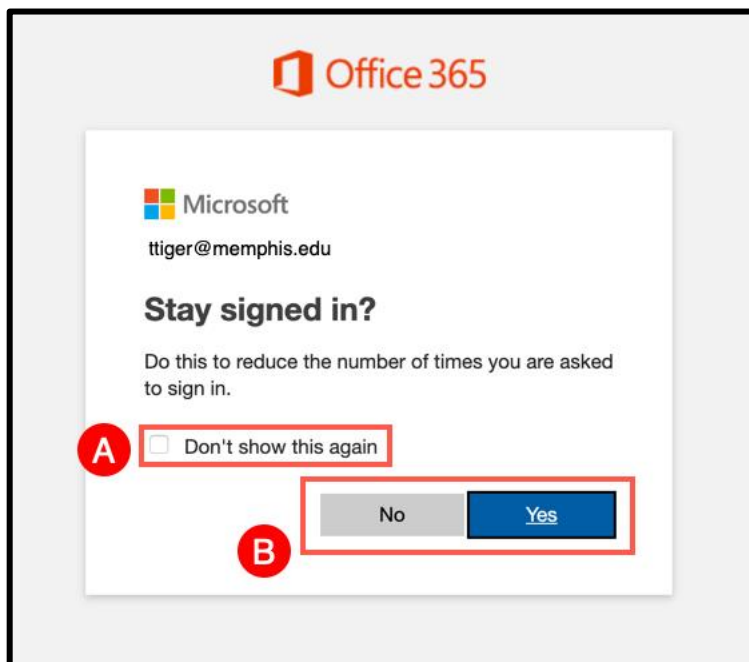 Office 365
Microsoft
ttiger@memphis.edu
Stay signed in?
Do this to reduce the number of times you are asked
to sign in.
A Don't show this again
No Yes
B